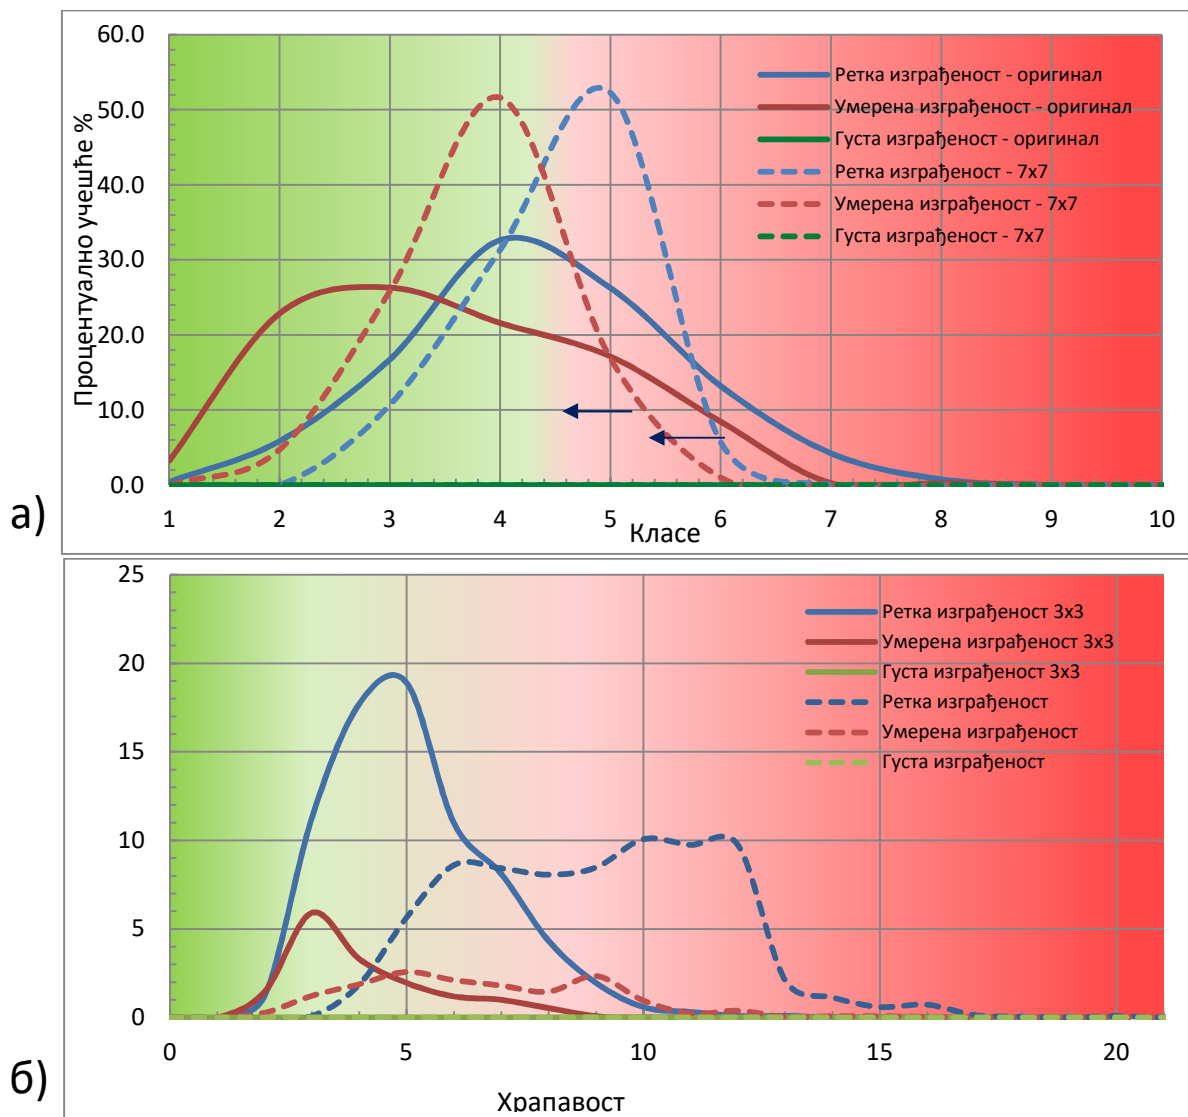 60.0
50.0
40.0
30.0
20.0
10.0
0.0
Процентуално учешће %
Ретка изграђеност - оригинал
Умерена изграђеност - оригинал
Густа изграђеност - оригинал
Ретка изграђеност - 7x7
Умерена изграђеност - 7x7
Густа изграђеност - 7x7
1 2 3 4 5 6 7 8 9 10
Класе
а)
25
20
15
10
5
0
Ретка изграђеност 3x3
Умерена изграђеност 3x3
Густа изграђеност 3x3
Ретка изграђеност
Умерена изграђеност
Густа изграђеност
0 5 10 15 20
Храпавост
б)